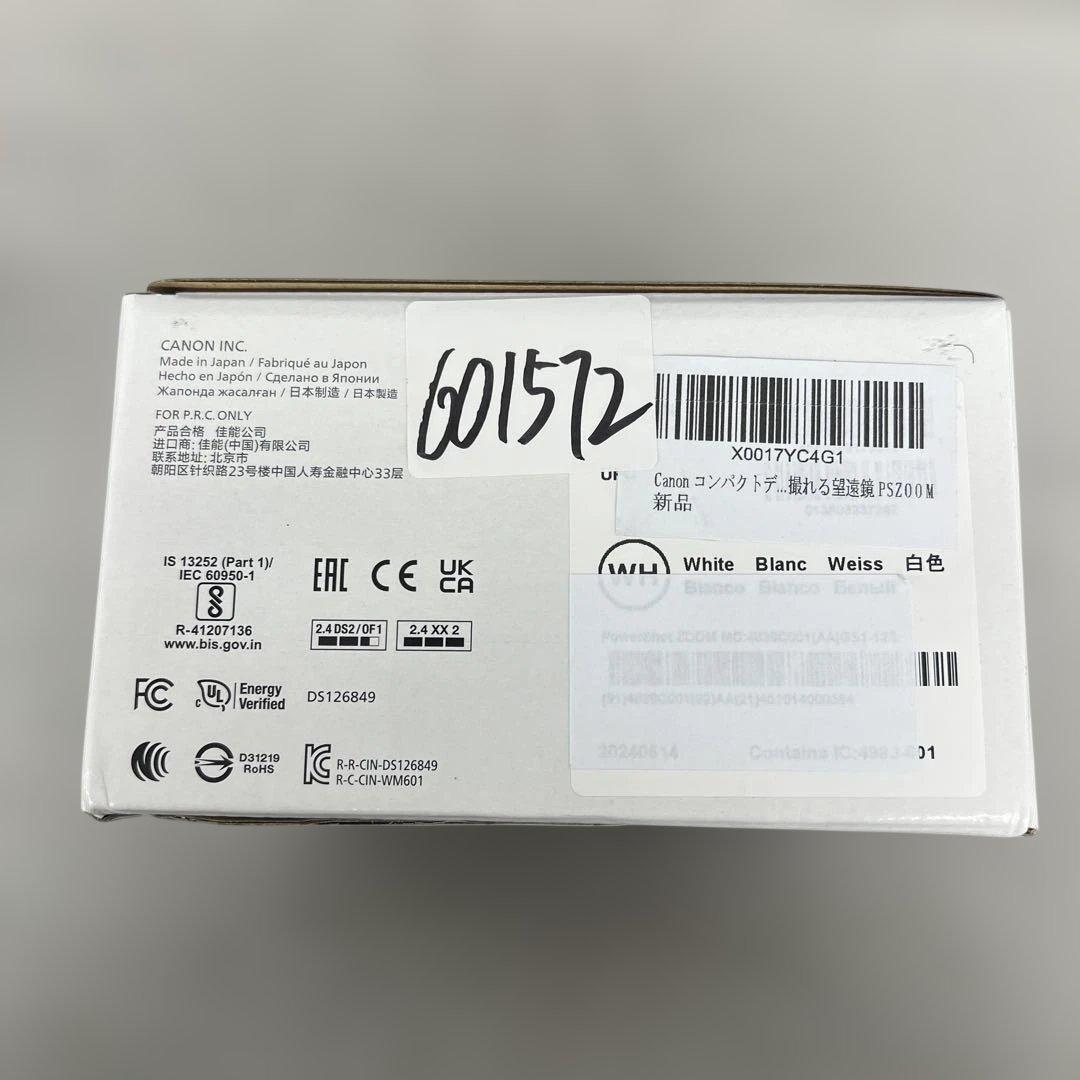 CANON INC.
Made in Japan / Fabriqué au Japon
Hecho en Japón / Сделано в Японии
Жапонда жасалған / 日本制造 / 日本製造
FOR P.R.C. ONLY
产品合格 佳能公司
进口商: 佳能(中国)有限公司
联系地址: 北京市
朝阳区针织路23号楼中国人寿金融中心33层
601572
X0017YC4G1
Canon コンパクトデ...撮れる望遠鏡 PSZOOM
新品
IS 13252 (Part 1)/
IEC 60950-1
R-41207136
www.bis.gov.in
EAC CE UK CA
2.4 DS2 / OF1
2.4 XX 2
WH White Blanc Weiss 白色
Bianco Blanco Белый
FC c UL Energy Verified
DS126849
D31219
RoHS
R-R-CIN-DS126849
R-C-CIN-WM601
20240614